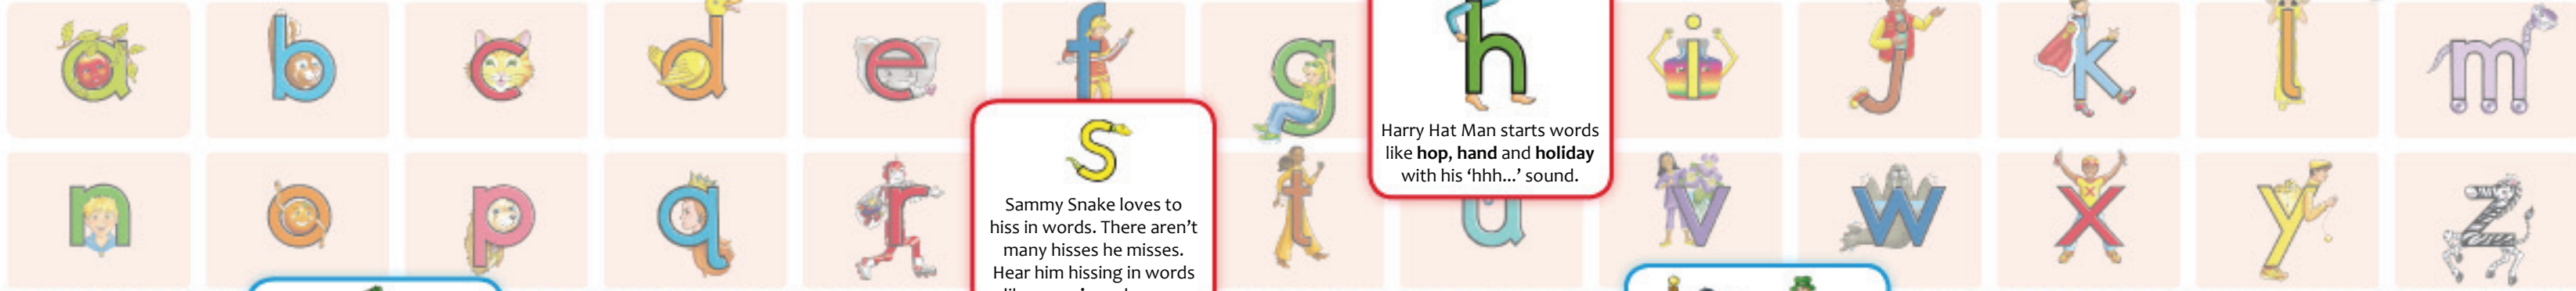 a b c d e f g h i j k l m
Harry Hat Man starts words
like hop, hand and holiday
with his ‘hhh...’ sound.
n o p q r s t u v w x y z
Sammy Snake loves to
hiss in words. There aren’t
many hisses he misses.
Hear him hissing in words